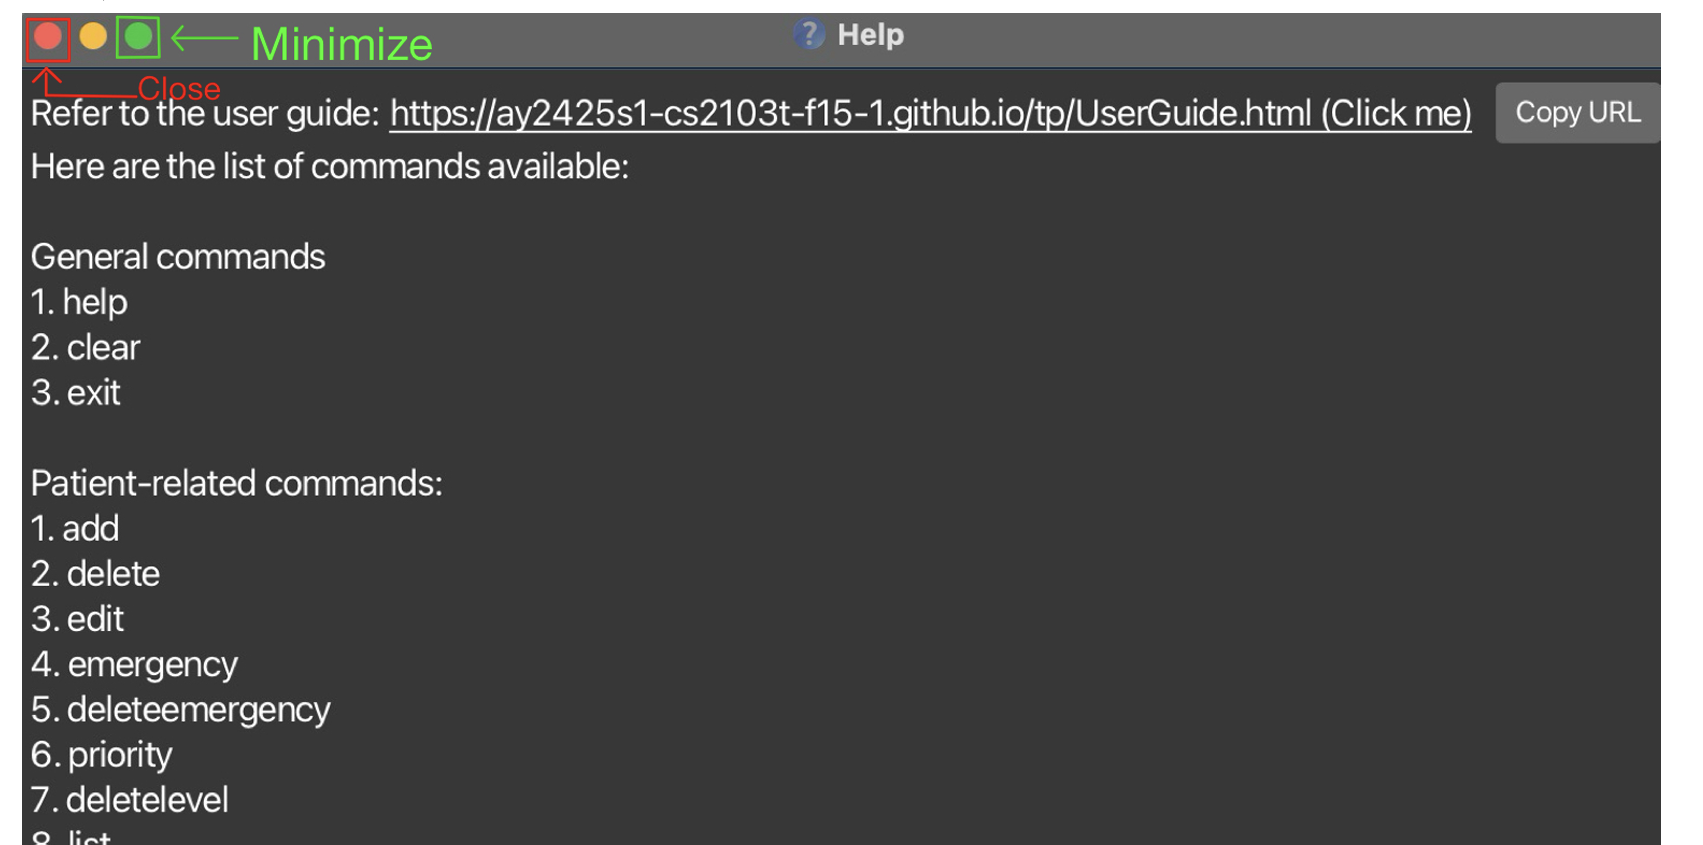 Minimize
? Help
Close
Refer to the user guide: https://ay2425s1-cs2103t-f15-1.github.io/tp/UserGuide.html (Click me) Copy URL
Here are the list of commands available:
General commands
1. help
2. clear
3. exit
Patient-related commands:
1. add
2. delete
3. edit
4. emergency
5. deleteemergency
6. priority
7. deletelevel
8. list